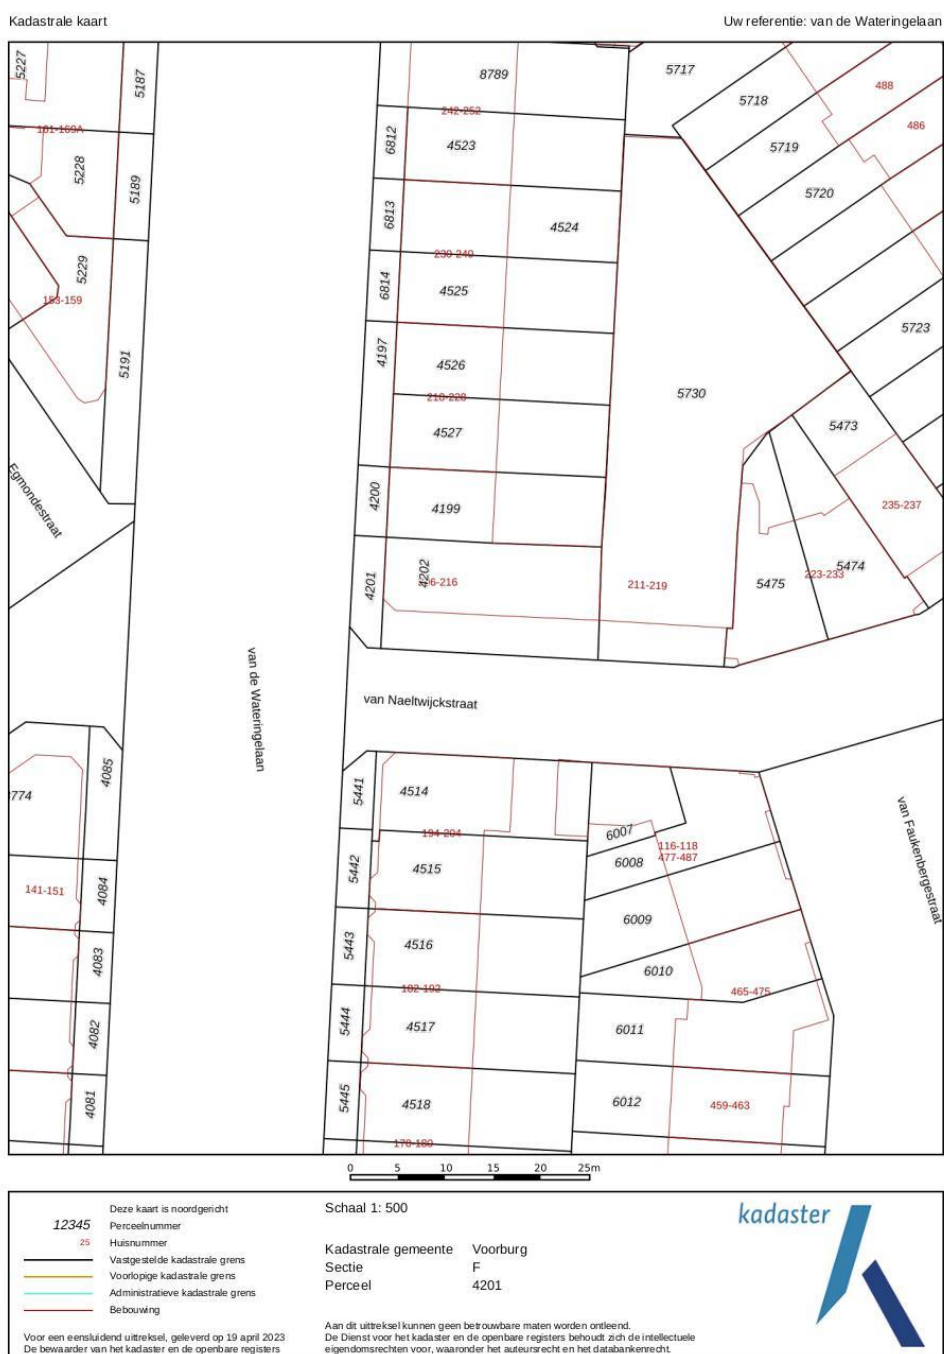 Kadastrale kaart
Uw referentie: van de Wateringelaan
5227
5187
8789
5717
5718
488
242-252
161-169A
6812
4523
5719
486
5228
5189
5720
6813
4524
230-240
5229
6814
4525
153-159
5723
5191
4197
4526
5730
218-228
4527
5473
Egmondestraat
4200
4199
235-237
4201
4202
6-216
211-219
5475
223-233
5474
van de Wateringelaan
van Naeltwijckstraat
4085
5441
4514
774
6007
194-204
116-118
477-487
van Faukenbergestraat
5442
4515
6008
141-151
4084
6009
5443
4516
4083
6010
182-192
465-475
5444
4517
6011
4082
5445
4518
6012
459-463
4081
170-180
0 5 10 15 20 25m
Deze kaart is noordgericht
12345 Perceelnummer
25 Huisnummer
Vastgestelde kadastrale grens
Voorlopige kadastrale grens
Administratieve kadastrale grens
Bebouwing
Voor een eensluidend uittreksel, geleverd op 19 april 2023
De bewaarder van het kadaster en de openbare registers
Schaal 1: 500
Kadastrale gemeente Voorburg
Sectie F
Perceel 4201
Aan dit uittreksel kunnen geen betrouwbare maten worden ontleend.
De Dienst voor het kadaster en de openbare registers behoudt zich de intellectuele
eigendomsrechten voor, waaronder het auteursrecht en het databankenrecht.
kadaster